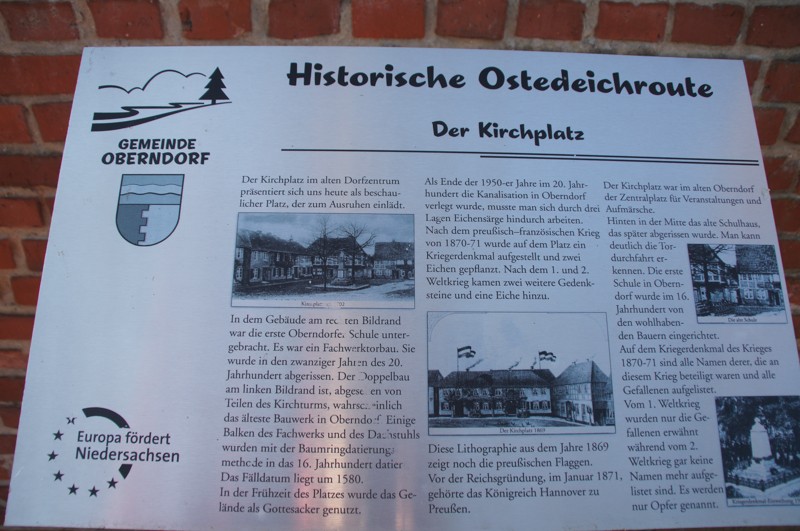 Historische Ostedeichroute
Der Kirchplatz
GEMEINDE
OBERNDORF
Der Kirchplatz im alten Dorfzentrum
präsentiert sich uns heute als beschau-
licher Platz, der zum Ausruhen einlädt.
In dem Gebäude am rechten Bildrand
war die erste Oberndorfer Schule unter-
gebracht. Es war ein Fachwerktorbau. Sie
wurde in den zwanziger Jahren des 20.
Jahrhundert abgerissen. Der Doppelbau
am linken Bildrand ist, abgesehen von
Teilen des Kirchturms, wahrscheinlich
das älteste Bauwerk in Oberndorf. Einige
Balken des Fachwerks und des Dachstuhls
wurden mit der Baumringdatierung
methode in das 16. Jahrhundert datier
Das Fälldatum liegt um 1580.
In der Frühzeit des Platzes wurde das Ge-
lände als Gottesacker genutzt.
Als Ende der 1950-er Jahre im 20. Jahr-
hundert die Kanalisation in Oberndorf
verlegt wurde, musste man sich durch drei
Lagen Eichensärge hindurch arbeiten.
Nach dem preußisch-französischen Krieg
von 1870-71 wurde auf dem Platz ein
Kriegerdenkmal aufgestellt und zwei
Eichen gepflanzt. Nach dem 1. und 2.
Weltkrieg kamen zwei weitere Gedenk-
steine und eine Eiche hinzu.
Der Kirchplatz 1869
Diese Lithographie aus dem Jahre 1869
zeigt noch die preußischen Flaggen.
Vor der Reichsgründung, im Januar 1871,
gehörte das Königreich Hannover zu
Preußen.
Der Kirchplatz war im alten Oberndorf
der Zentralplatz für Veranstaltungen und
Aufmärsche.
Hinten in der Mitte das alte Schulhaus,
das später abgerissen wurde. Man kann
deutlich die Tor-
durchfahrt er-
kennen. Die erste
Schule in Obern-
dorf wurde im 16.
Jahrhundert von
den wohlhaben-
den Bauern eingerichtet.
Die alte Schule
Auf dem Kriegerdenkmal des Krieges
1870-71 sind alle Namen derer, die an
diesem Krieg beteiligt waren und alle
Gefallenen aufgelistet.
Vom 1. Weltkrieg
wurden nur die Ge-
fallenen erwähnt
während vom 2.
Weltkrieg gar keine
Namen mehr aufge-
listet sind. Es werden
nur Opfer genannt.
Europa fördert
Niedersachsen